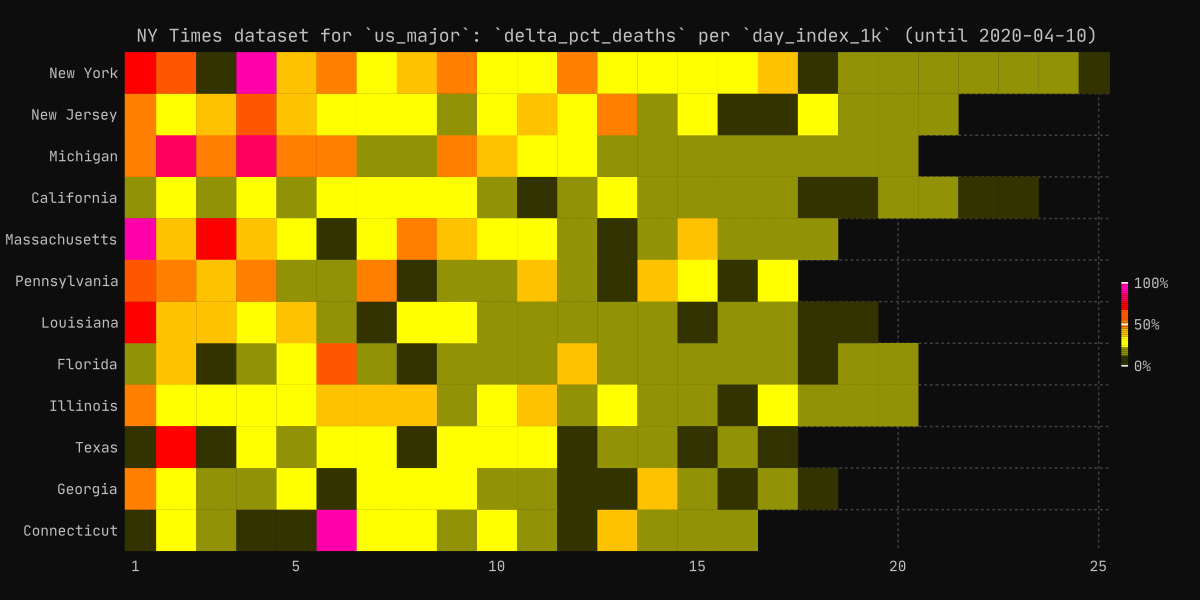 NY Times dataset for `us_major`: `delta_pct_deaths` per `day_index_1k` (until 2020-04-10)
New York
New Jersey
Michigan
California
Massachusetts
Pennsylvania
Louisiana
Florida
Illinois
Texas
Georgia
Connecticut
1 5 10 15 20 25
100%
50%
0%